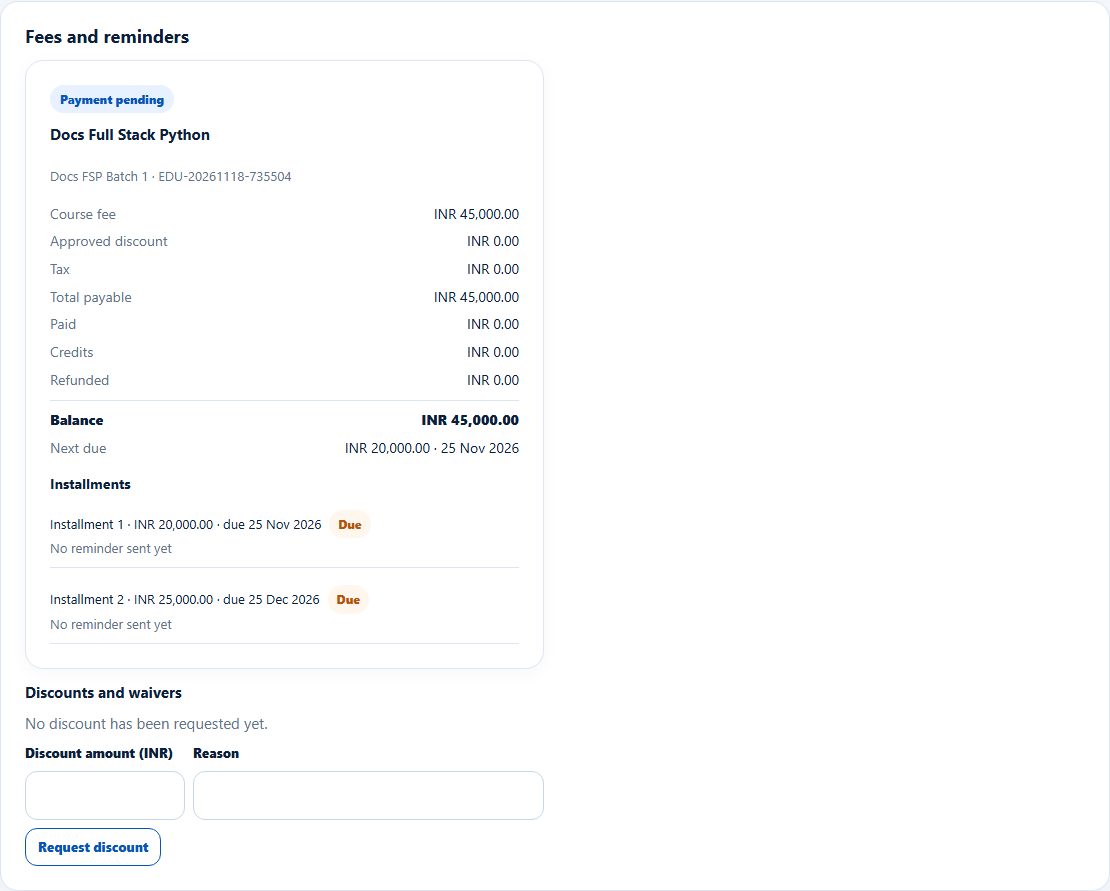 Fees and reminders
Payment pending
Docs Full Stack Python
Docs FSP Batch 1 · EDU-20261118-735504
Course fee INR 45,000.00
Approved discount INR 0.00
Tax INR 0.00
Total payable INR 45,000.00
Paid INR 0.00
Credits INR 0.00
Refunded INR 0.00
Balance INR 45,000.00
Next due INR 20,000.00 · 25 Nov 2026
Installments
Installment 1 · INR 20,000.00 · due 25 Nov 2026 Due
No reminder sent yet
Installment 2 · INR 25,000.00 · due 25 Dec 2026 Due
No reminder sent yet
Discounts and waivers
No discount has been requested yet.
Discount amount (INR) Reason
Request discount